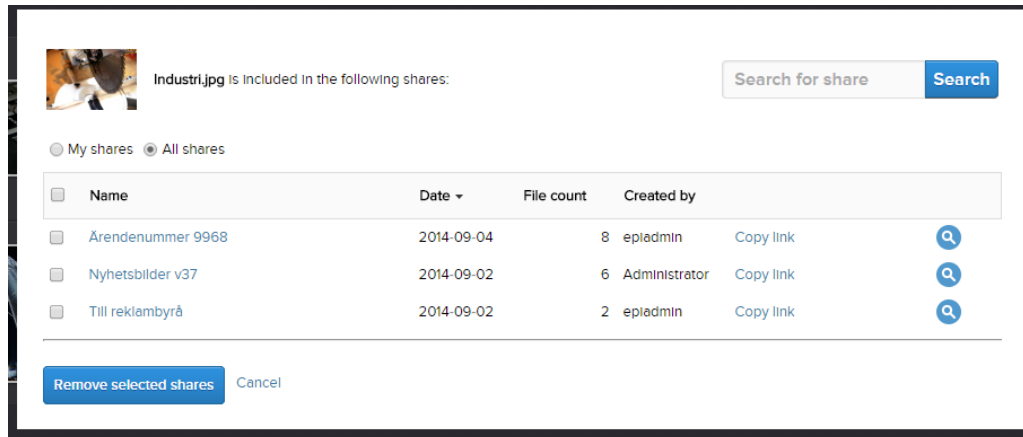 Industri.jpg is included in the following shares:
Search for share Search
My shares All shares
Name Date File count Created by
Ärendenummer 9968 2014-09-04 8 epiadmin Copy link
Nyhetsbilder v37 2014-09-02 6 Administrator Copy link
Till reklambyrå 2014-09-02 2 epiadmin Copy link
Remove selected shares Cancel